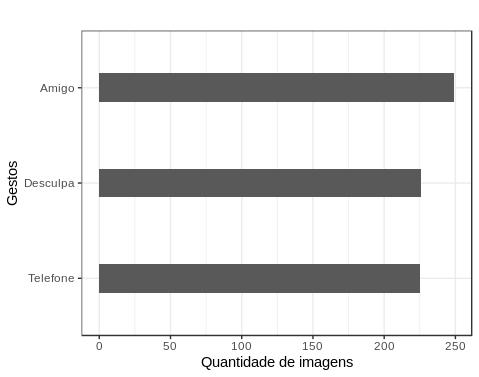 Gestos
Amigo
Desculpa
Telefone
0 50 100 150 200 250
Quantidade de imagens